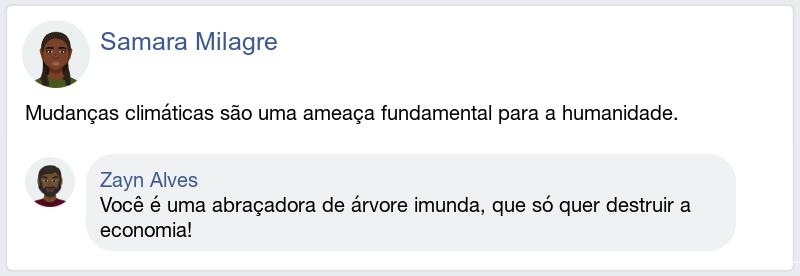 Samara Milagre
Mudanças climáticas são uma ameaça fundamental para a humanidade.
Zayn Alves
Você é uma abraçadora de árvore imunda, que só quer destruir a
economia!